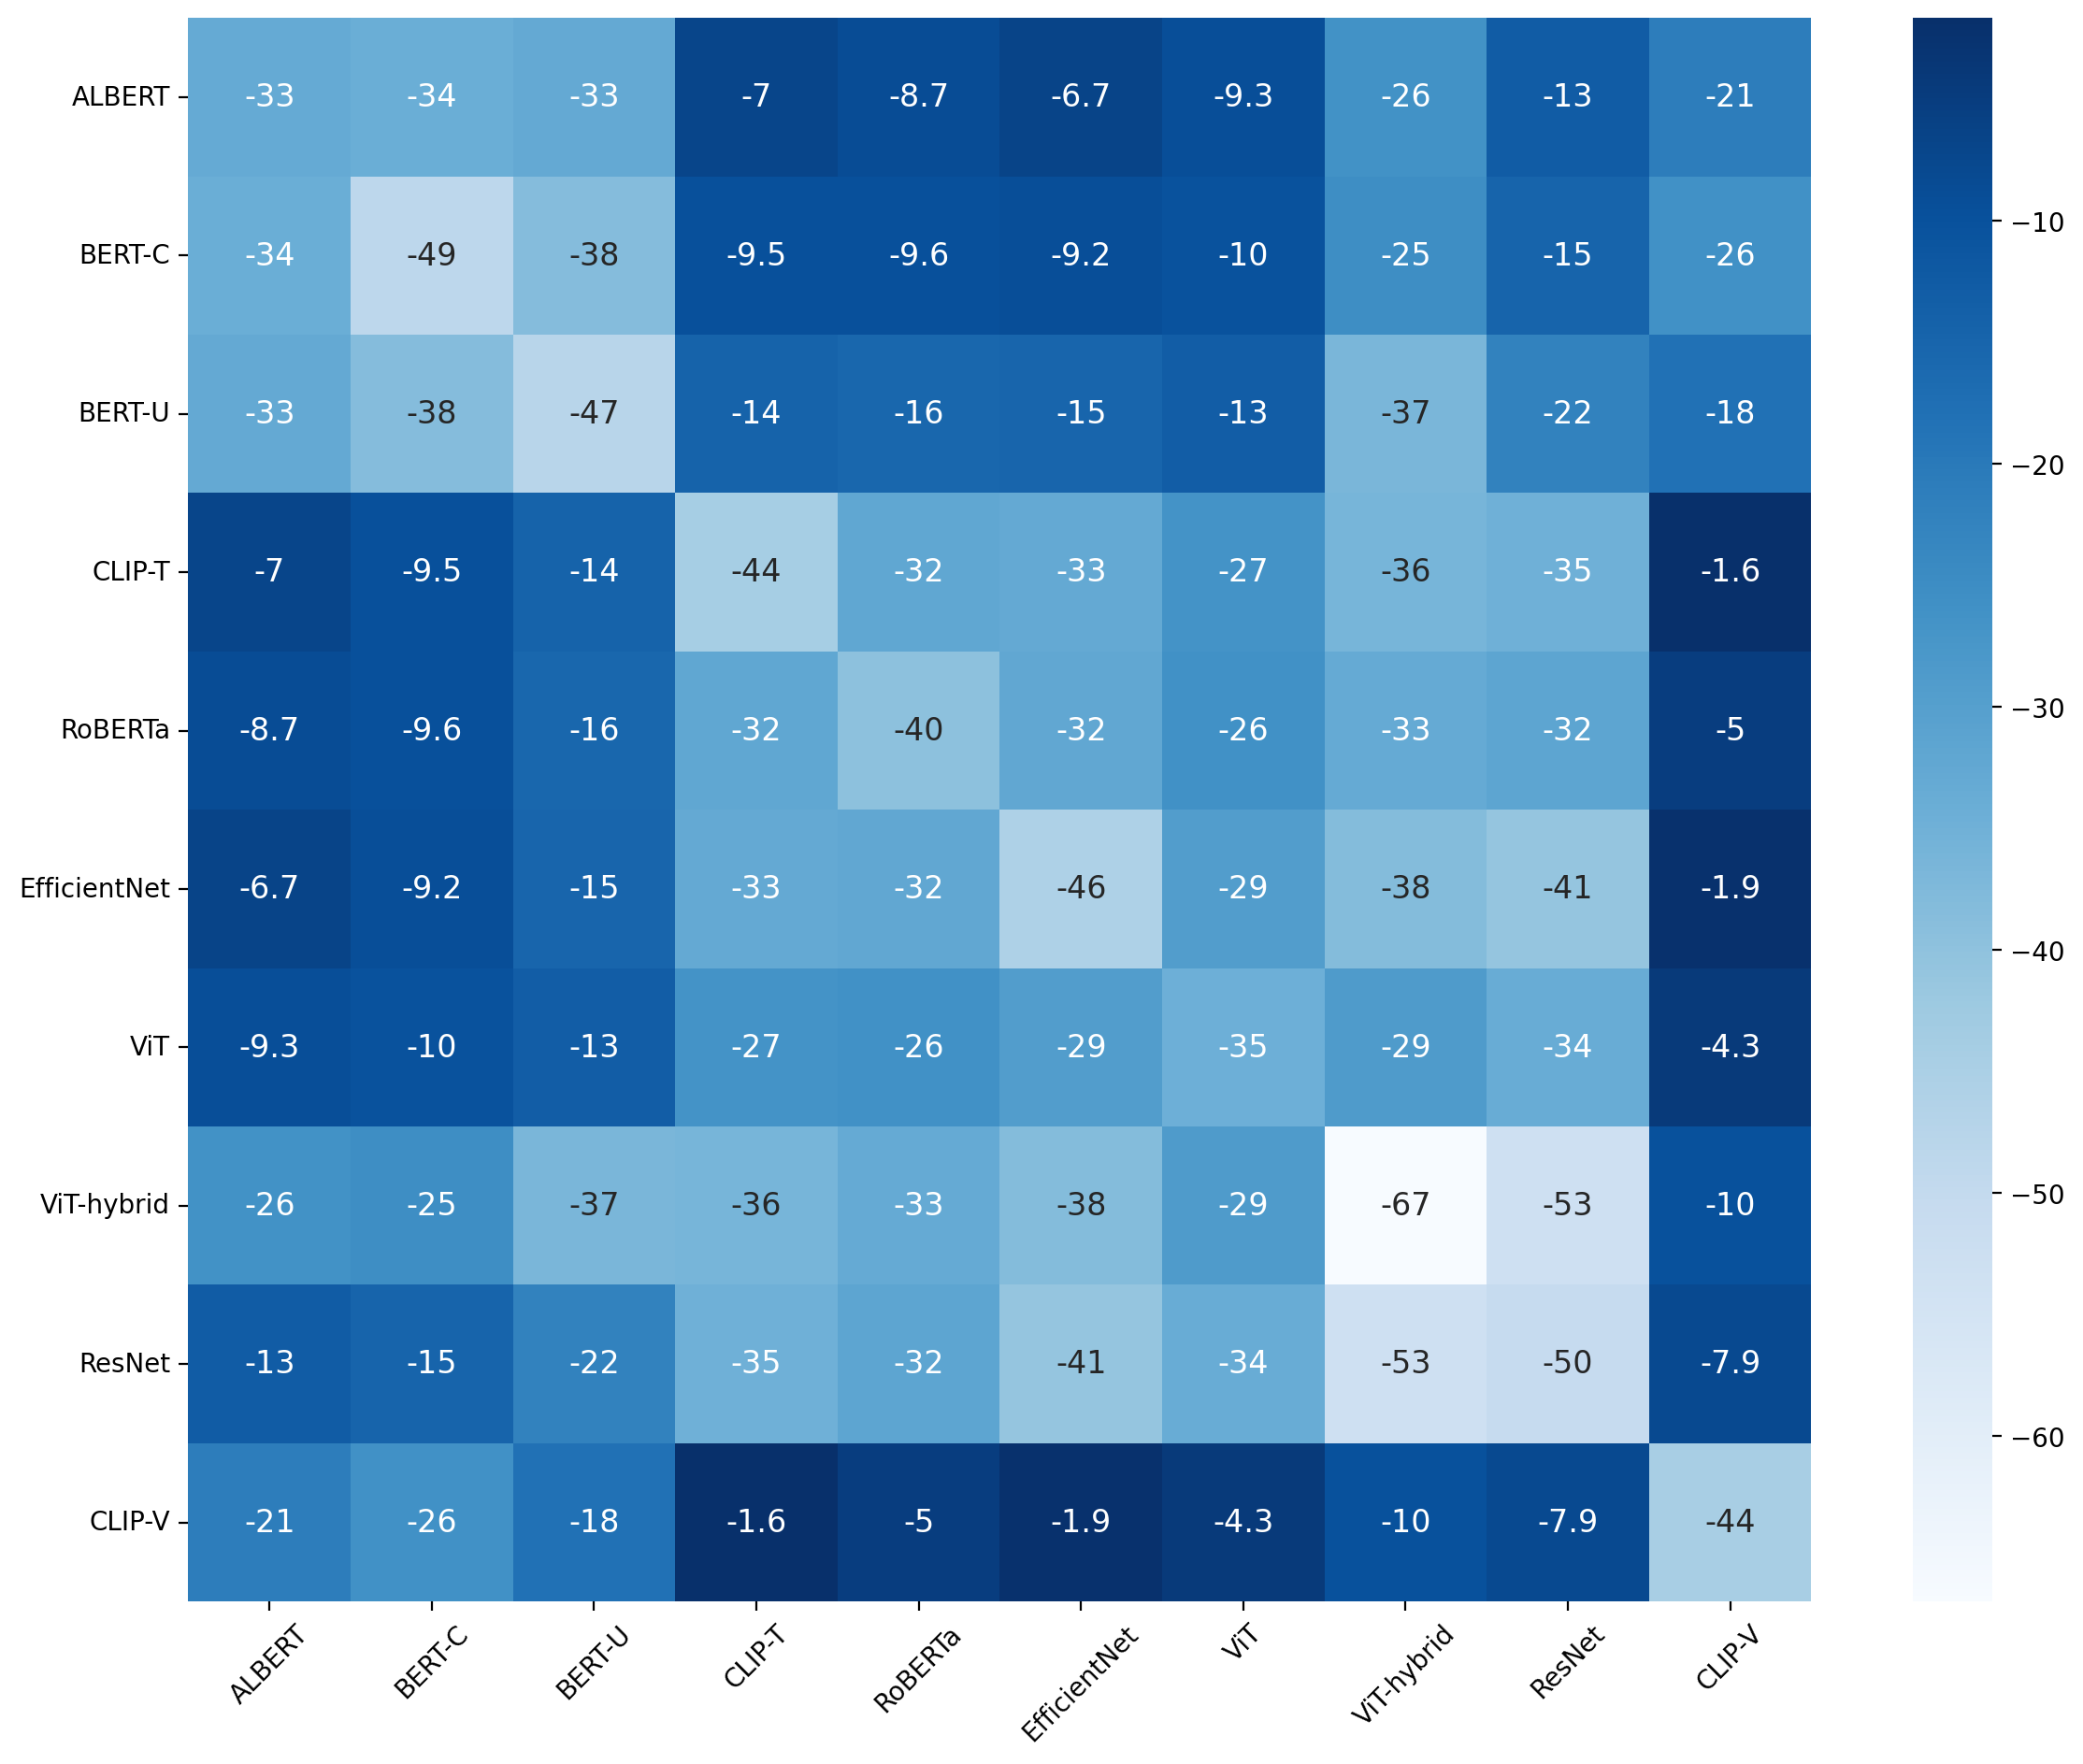 ALBERT -33 -34 -33 -7 -8.7 -6.7 -9.3 -26 -13 -21
BERT-C -34 -49 -38 -9.5 -9.6 -9.2 -10 -25 -15 -26
BERT-U -33 -38 -47 -14 -16 -15 -13 -37 -22 -18
CLIP-T -7 -9.5 -14 -44 -32 -33 -27 -36 -35 -1.6
RoBERTa -8.7 -9.6 -16 -32 -40 -32 -26 -33 -32 -5
EfficientNet -6.7 -9.2 -15 -33 -32 -46 -29 -38 -41 -1.9
ViT -9.3 -10 -13 -27 -26 -29 -35 -29 -34 -4.3
ViT-hybrid -26 -25 -37 -36 -33 -38 -29 -67 -53 -10
ResNet -13 -15 -22 -35 -32 -41 -34 -53 -50 -7.9
CLIP-V -21 -26 -18 -1.6 -5 -1.9 -4.3 -10 -7.9 -44
ALBERT BERT-C BERT-U CLIP-T RoBERTa EfficientNet ViT ViT-hybrid ResNet CLIP-V
−10
−20
−30
−40
−50
−60